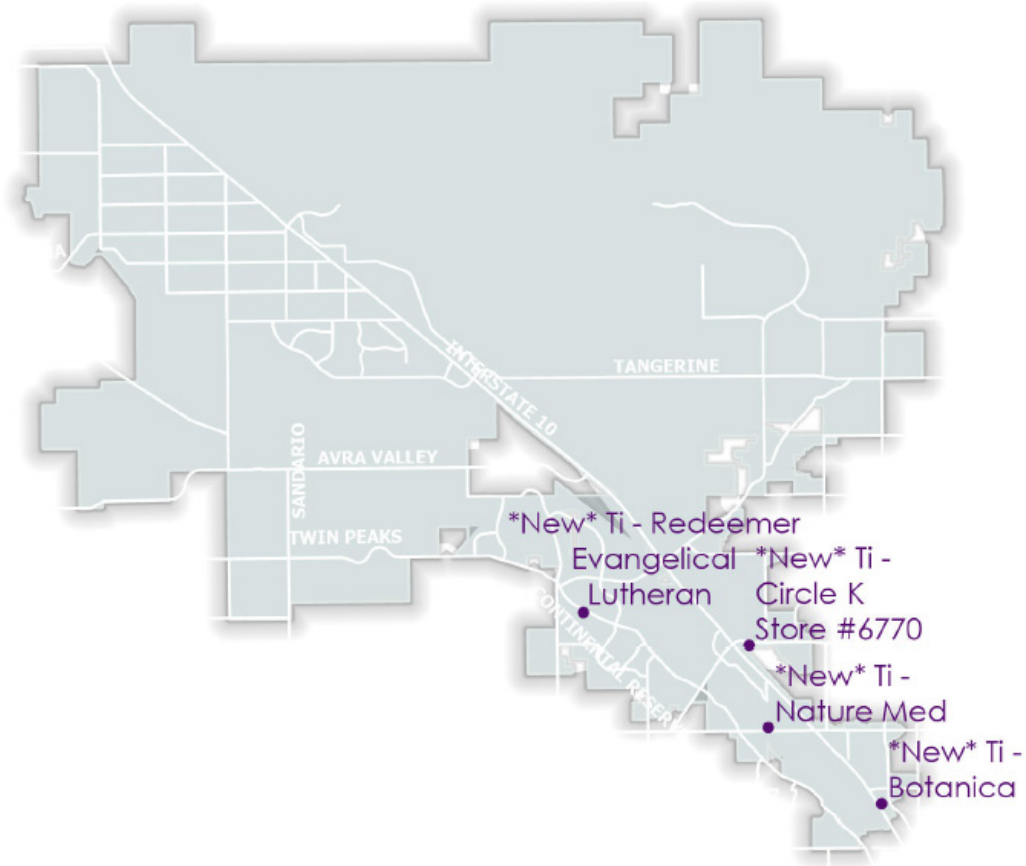 TANGERINE
INTERSTATE 10
SANDARIO
AVRA VALLEY
TWIN PEAKS
*New* Ti - Redeemer
Evangelical
Lutheran
*New* Ti -
Circle K
Store #6770
CONTINENTAL
*New* Ti -
Nature Med
*New* Ti -
Botanica